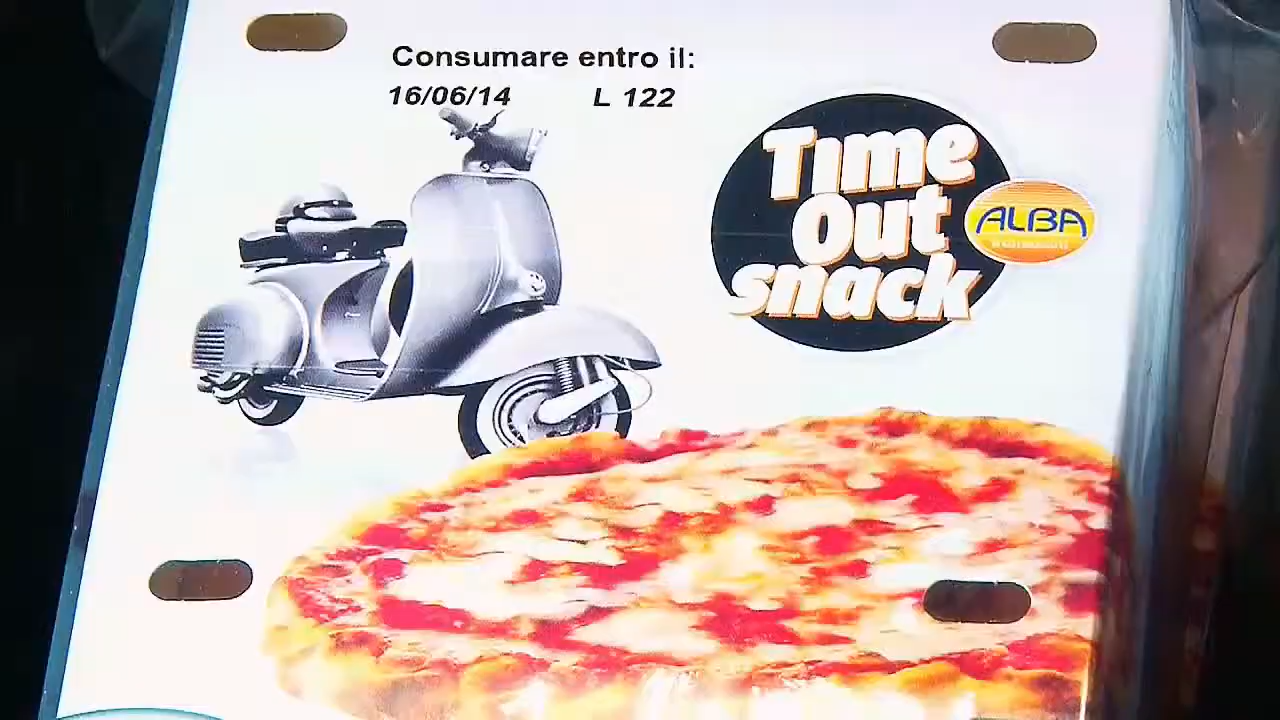 Consumare entro il:
16/06/14 L 122
Time
Out
snack
ALBA